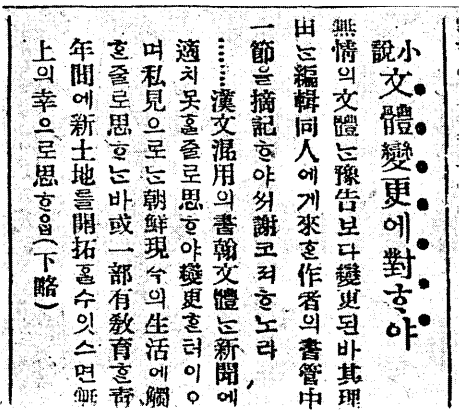 小說 文體變更에 對ᄒᆞ야
無情의 文體ᄂᆞᆫ 豫告보다 變更된바 其理
由ᄂᆞᆫ 編輯同人에게 來ᄒᆞᆫ 作者의 書管中
一節을 摘記ᄒᆞ야 써 謝코져 ᄒᆞ노라
……漢文混用의 書翰文體ᄂᆞᆫ 新聞에
適치 못ᄒᆞᆯ 줄로 思ᄒᆞ야 變更ᄒᆞᆫ 터이오
며 私見으로ᄂᆞᆫ 朝鮮現今의 生活에 觸
ᄒᆞᆫ 줄로 思ᄒᆞᄂᆞᆫ바 或 一部 有敎育ᄒᆞᆫ 靑
年間에 新土地를 開拓ᄒᆞᆯ 수 잇스면 無
上의 幸으로 思ᄒᆞ옵(下略)